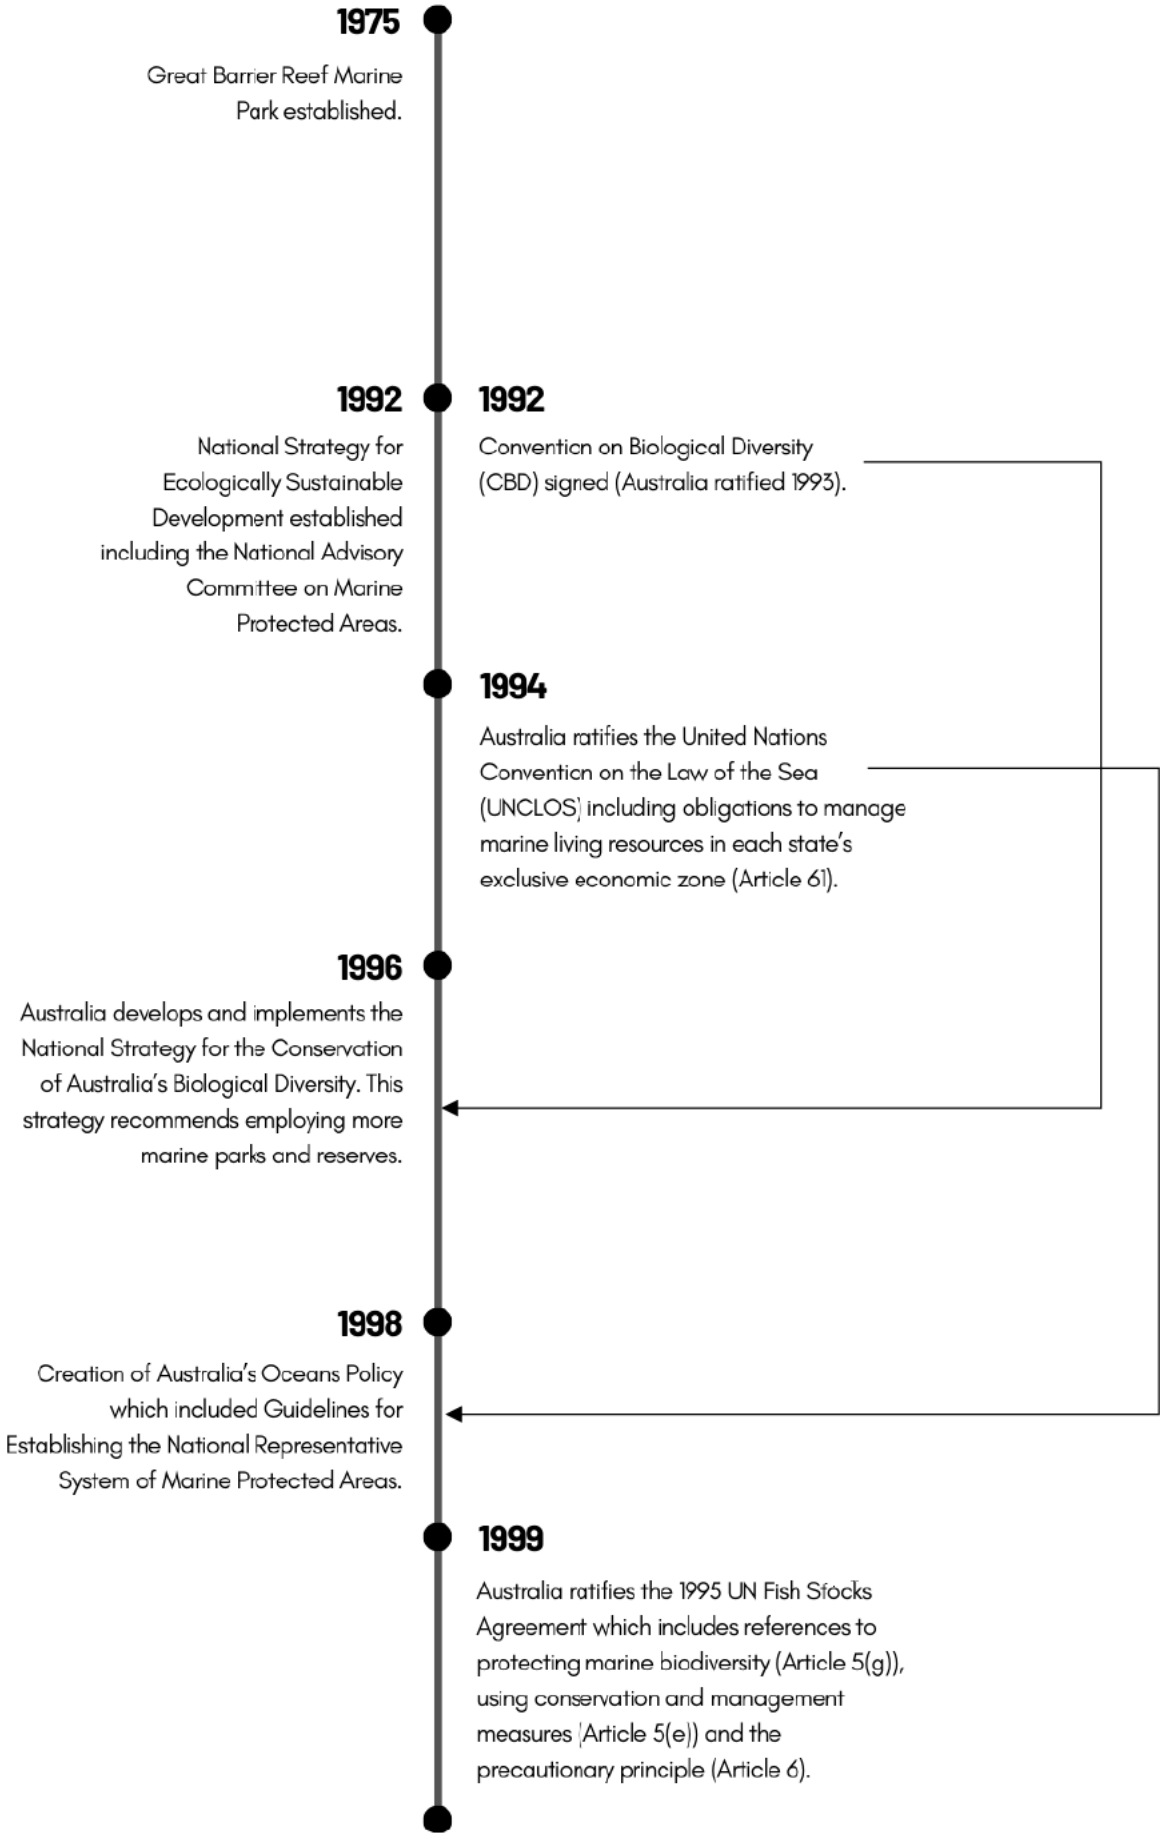 1975
Great Barrier Reef Marine
Park established.
1992
National Strategy for
Ecologically Sustainable
Development established
including the National Advisory
Committee on Marine
Protected Areas.
1992
Convention on Biological Diversity
(CBD) signed (Australia ratified 1993).
1994
Australia ratifies the United Nations
Convention on the Law of the Sea
(UNCLOS) including obligations to manage
marine living resources in each state's
exclusive economic zone (Article 61).
1996
Australia develops and implements the
National Strategy for the Conservation
of Australia's Biological Diversity. This
strategy recommends employing more
marine parks and reserves.
1998
Creation of Australia's Oceans Policy
which included Guidelines for
Establishing the National Representative
System of Marine Protected Areas.
1999
Australia ratifies the 1995 UN Fish Stocks
Agreement which includes references to
protecting marine biodiversity (Article 5(g)),
using conservation and management
measures (Article 5(e)) and the
precautionary principle (Article 6).